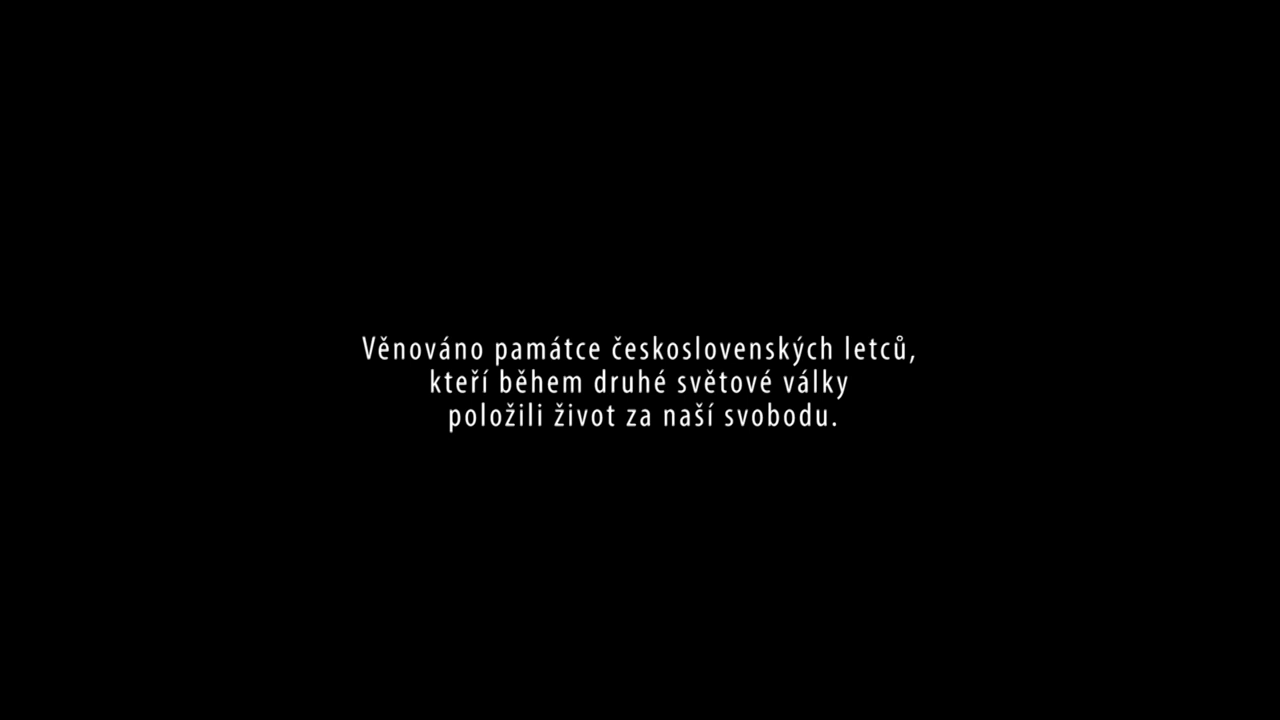 Věnováno památce československých letců,
kteří během druhé světové války
položili život za naší svobodu.